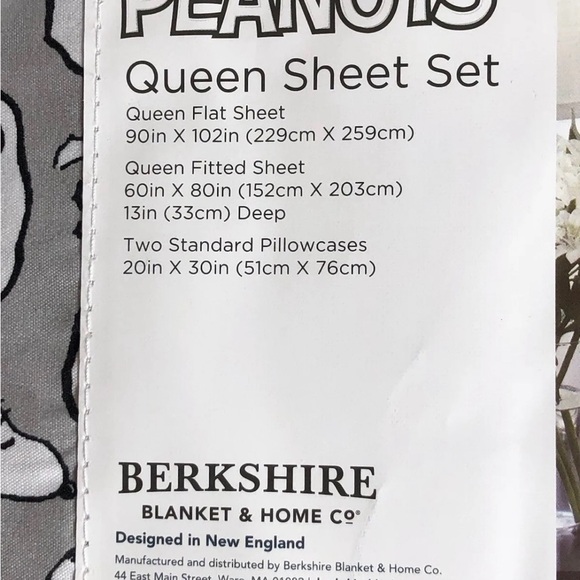 PEANUTS
Queen Sheet Set
Queen Flat Sheet
90in X 102in (229cm X 259cm)
Queen Fitted Sheet
60in X 80in (152cm X 203cm)
13in (33cm) Deep
Two Standard Pillowcases
20in X 30in (51cm X 76cm)
BERKSHIRE
BLANKET & HOME Co®
Designed in New England
Manufactured and distributed by Berkshire Blanket & Home Co.
44 East Main Street, Ware, MA